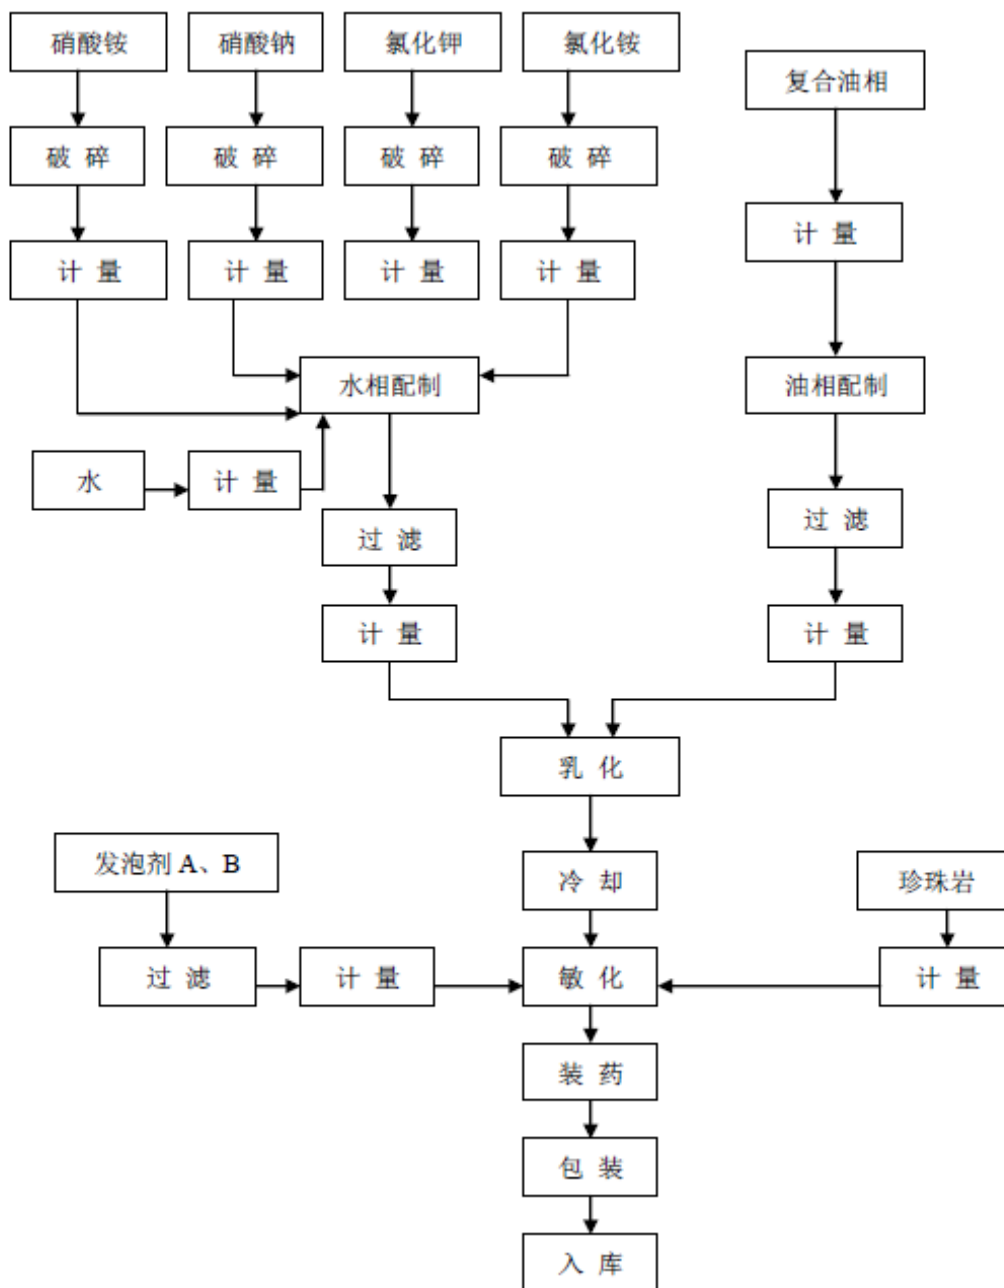 硝酸铵 硝酸钠 氯化钾 氯化铵
复合油相
破 碎 破 碎 破 碎 破 碎
计 量
计 量 计 量 计 量 计 量
水相配制 油相配制
水 计 量
过 滤 过 滤
计 量 计 量
乳 化
发泡剂 A、B 冷 却 珍珠岩
过 滤 计 量 敏 化 计 量
装 药
包 装
入 库